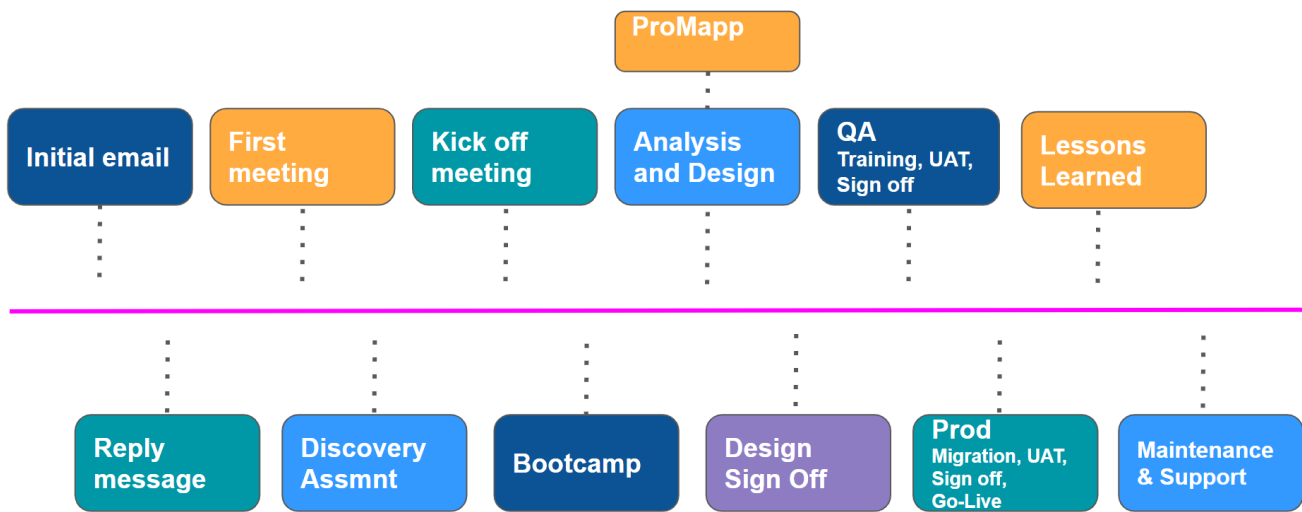 ProMapp
Initial email
First
meeting
Kick off
meeting
Analysis
and Design
QA
Training, UAT,
Sign off
Lessons
Learned
Reply
message
Discovery
Assmnt
Bootcamp
Design
Sign Off
Prod
Migration, UAT,
Sign off,
Go-Live
Maintenance
& Support